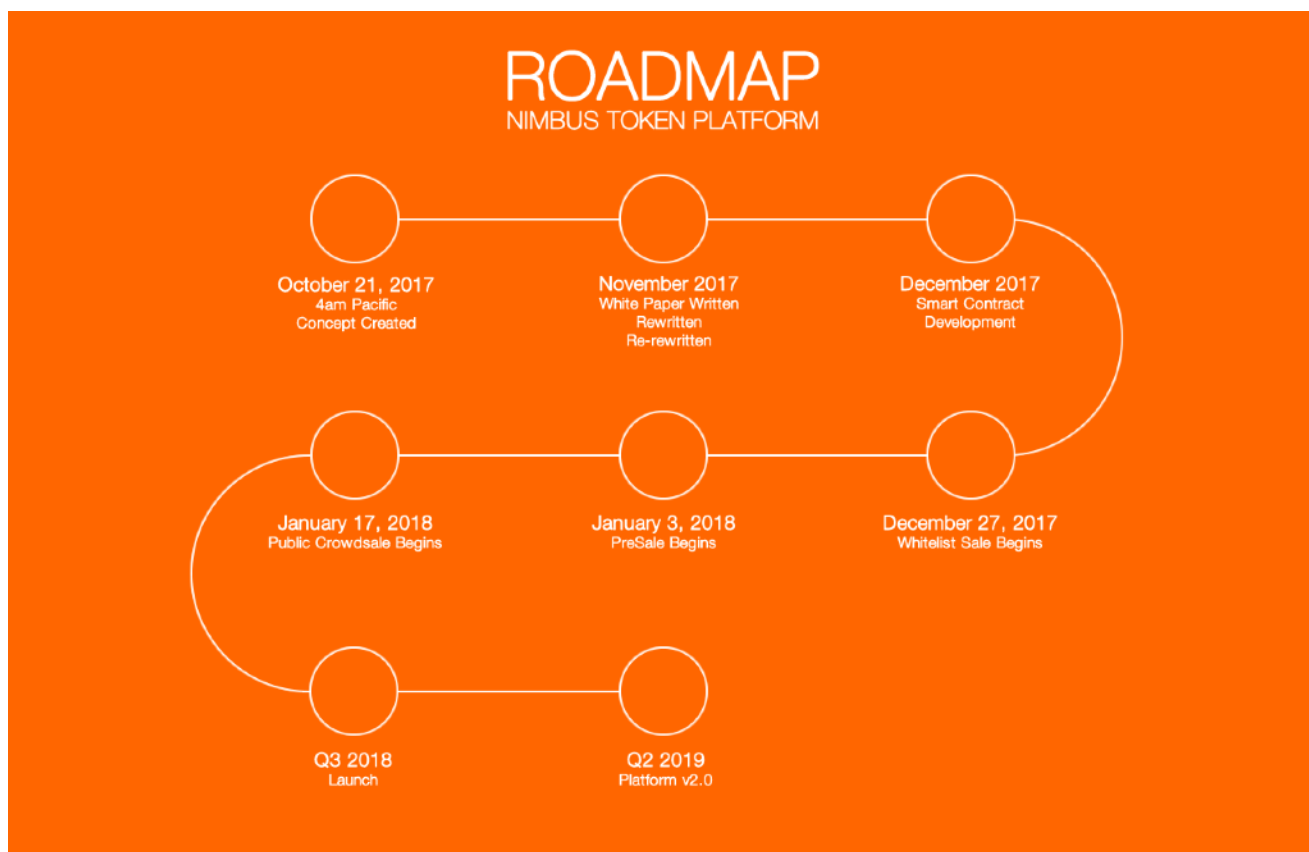 ROADMAP
NIMBUS TOKEN PLATFORM
October 21, 2017
4am Pacific
Concept Created
November 2017
White Paper Written
Rewritten
Re-rewritten
December 2017
Smart Contract
Development
December 27, 2017
Whitelist Sale Begins
January 3, 2018
PreSale Begins
January 17, 2018
Public Crowdsale Begins
Q3 2018
Launch
Q2 2019
Platform v2.0